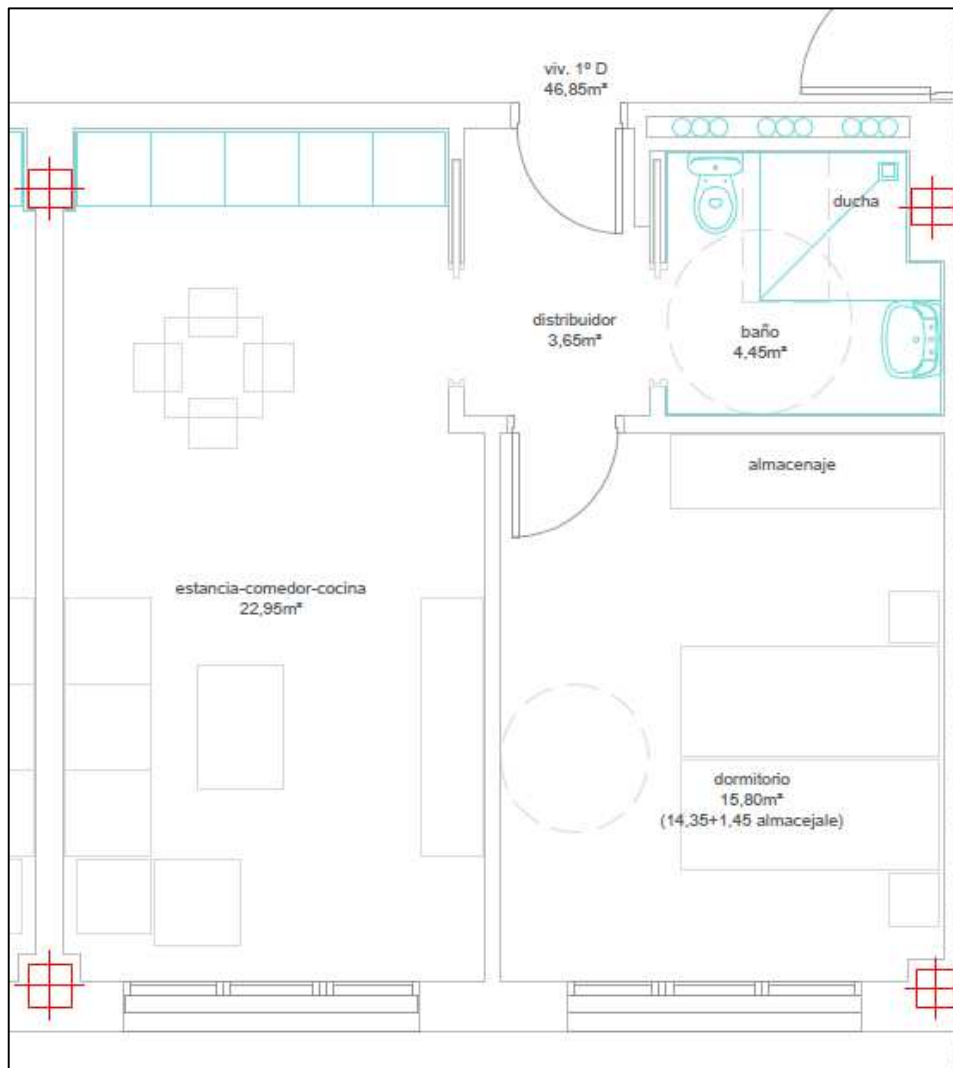 viv. 1º D
46,85m²
ducha
distribuidor
3,65m²
baño
4,45m²
almacenaje
estancia-comedor-cocina
22,95m²
dormitorio
15,80m²
(14,35+1,45 almacejale)